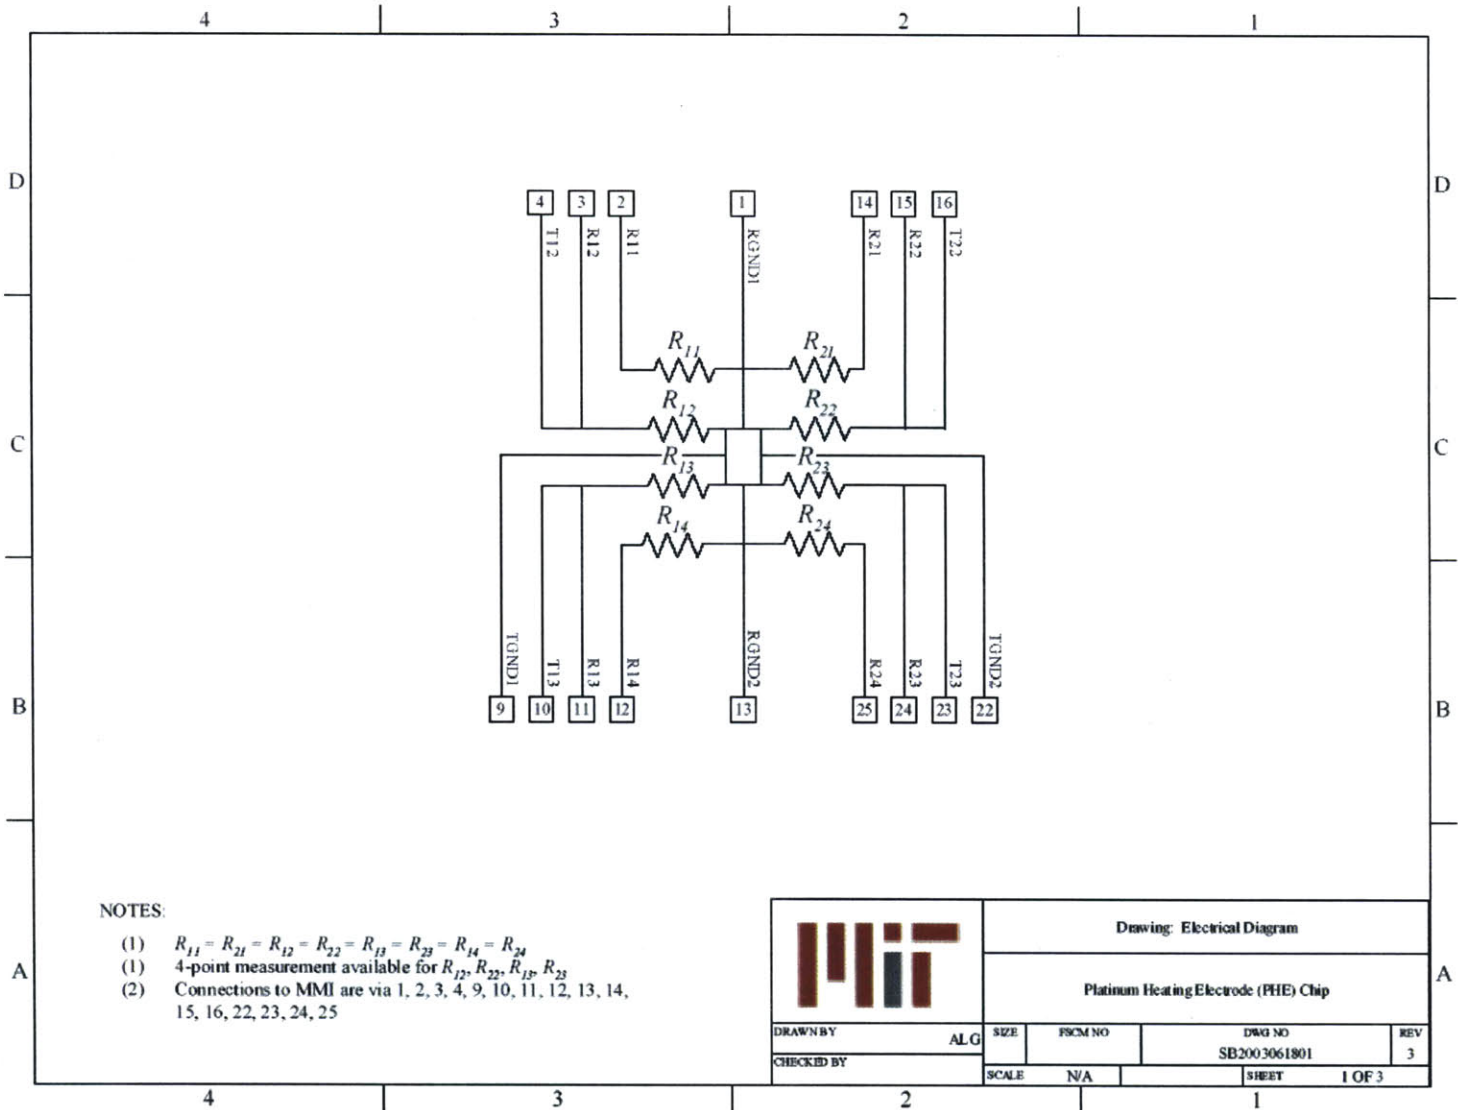 4 3 2 1
D D
4 3 2 1 14 15 16
T12 R12 R11 RGND1 R21 R22 T22
R11 R21
R12 R22
C C
R13 R23
R14 R24
TGND1 T13 R13 R14 RGND2 R24 R23 T23 TGND2
B B
9 10 11 12 13 25 24 23 22
NOTES:
(1) R11 = R21 = R12 = R22 = R13 = R23 = R14 = R24
(1) 4-point measurement available for R12, R22, R13, R23
(2) Connections to MMI are via 1, 2, 3, 4, 9, 10, 11, 12, 13, 14,
15, 16, 22, 23, 24, 25
A A
MIT
Drawing: Electrical Diagram
Platinum Heating Electrode (PHE) Chip
DRAWN BY ALG
CHECKED BY
SIZE FSCM NO DWG NO REV
SB2003061801 3
SCALE N/A SHEET 1 OF 3
4 3 2 1